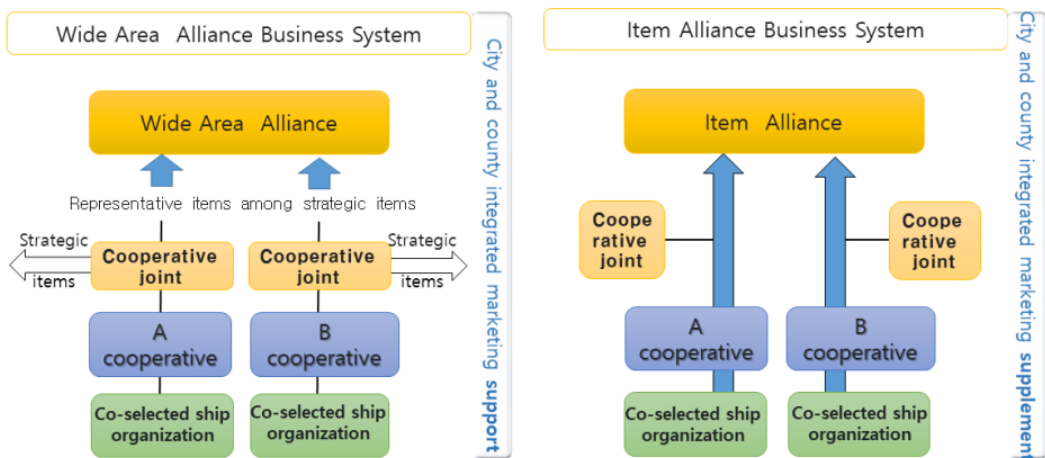 Wide Area Alliance Business System
Wide Area Alliance
Representative items among strategic items
Strategic
items
Cooperative
joint
Cooperative
joint
Strategic
items
A
cooperative
B
cooperative
Co-selected ship
organization
Co-selected ship
organization
City and county integrated marketing support
Item Alliance Business System
Item Alliance
Coope
rative
joint
Coope
rative
joint
A
cooperative
B
cooperative
Co-selected ship
organization
Co-selected ship
organization
City and county integrated marketing supplement